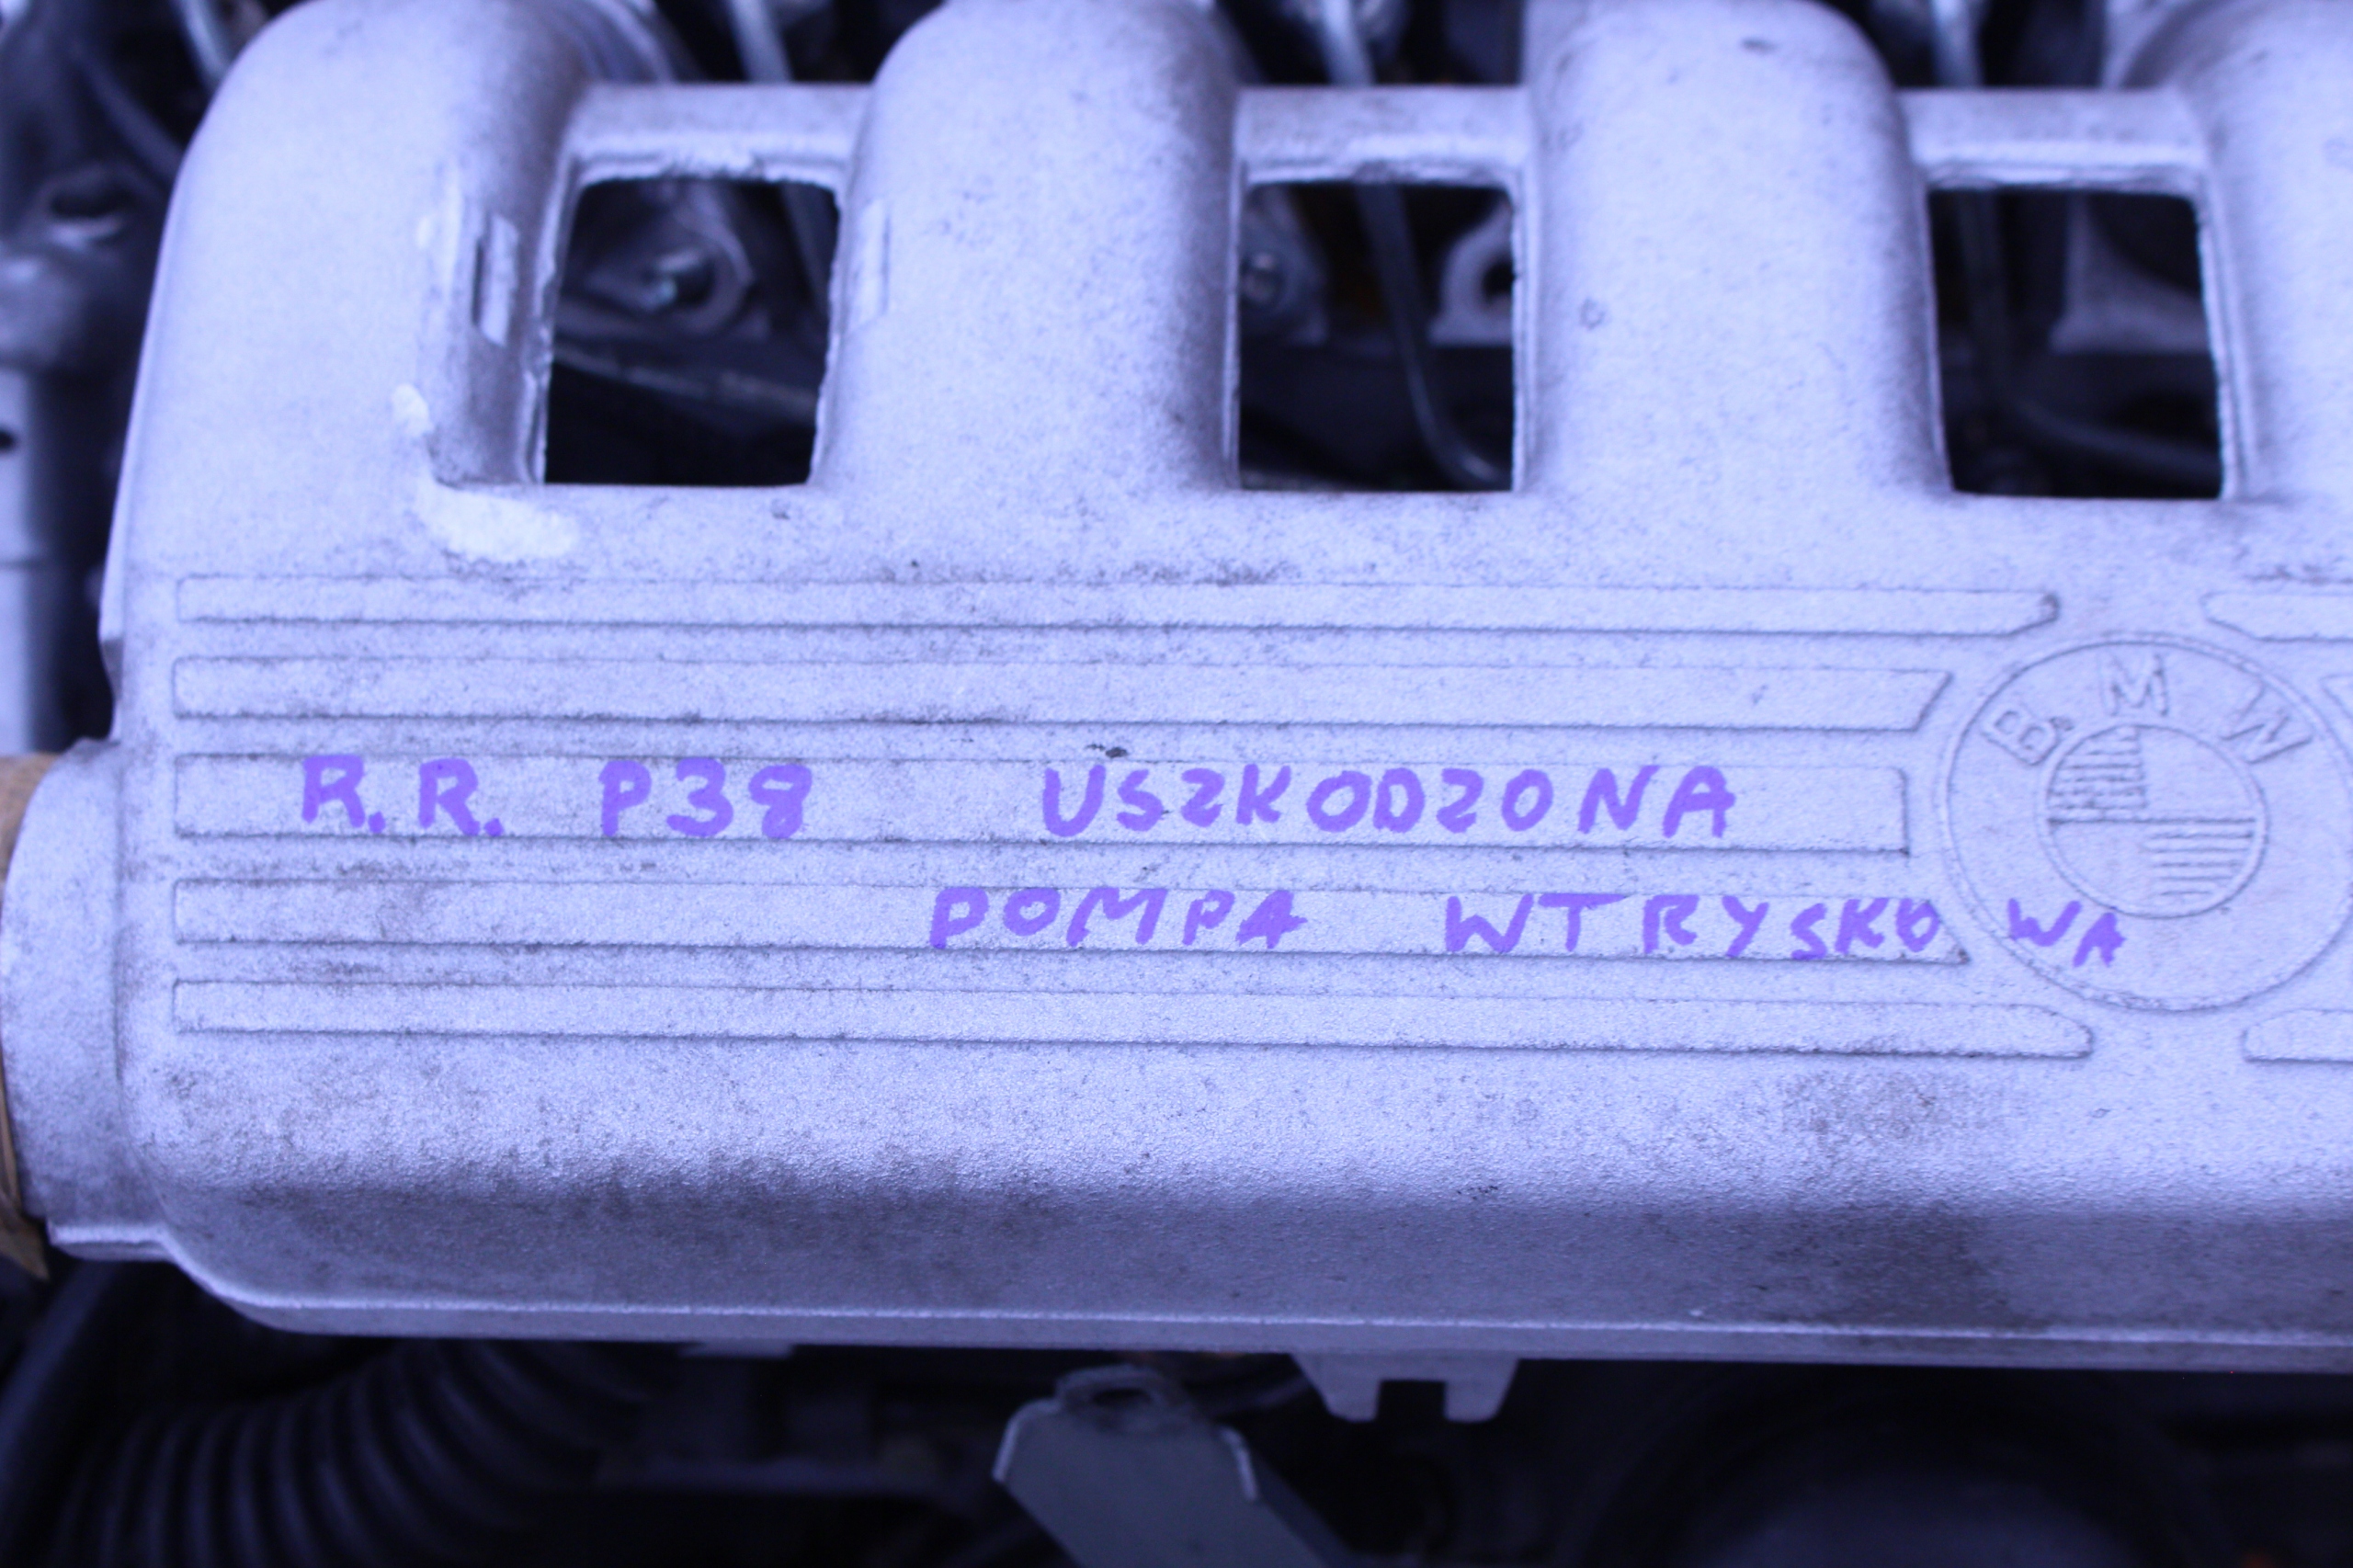 R.R. P38 USZKODZONA
POMPA WTRYSKOWA
BMW